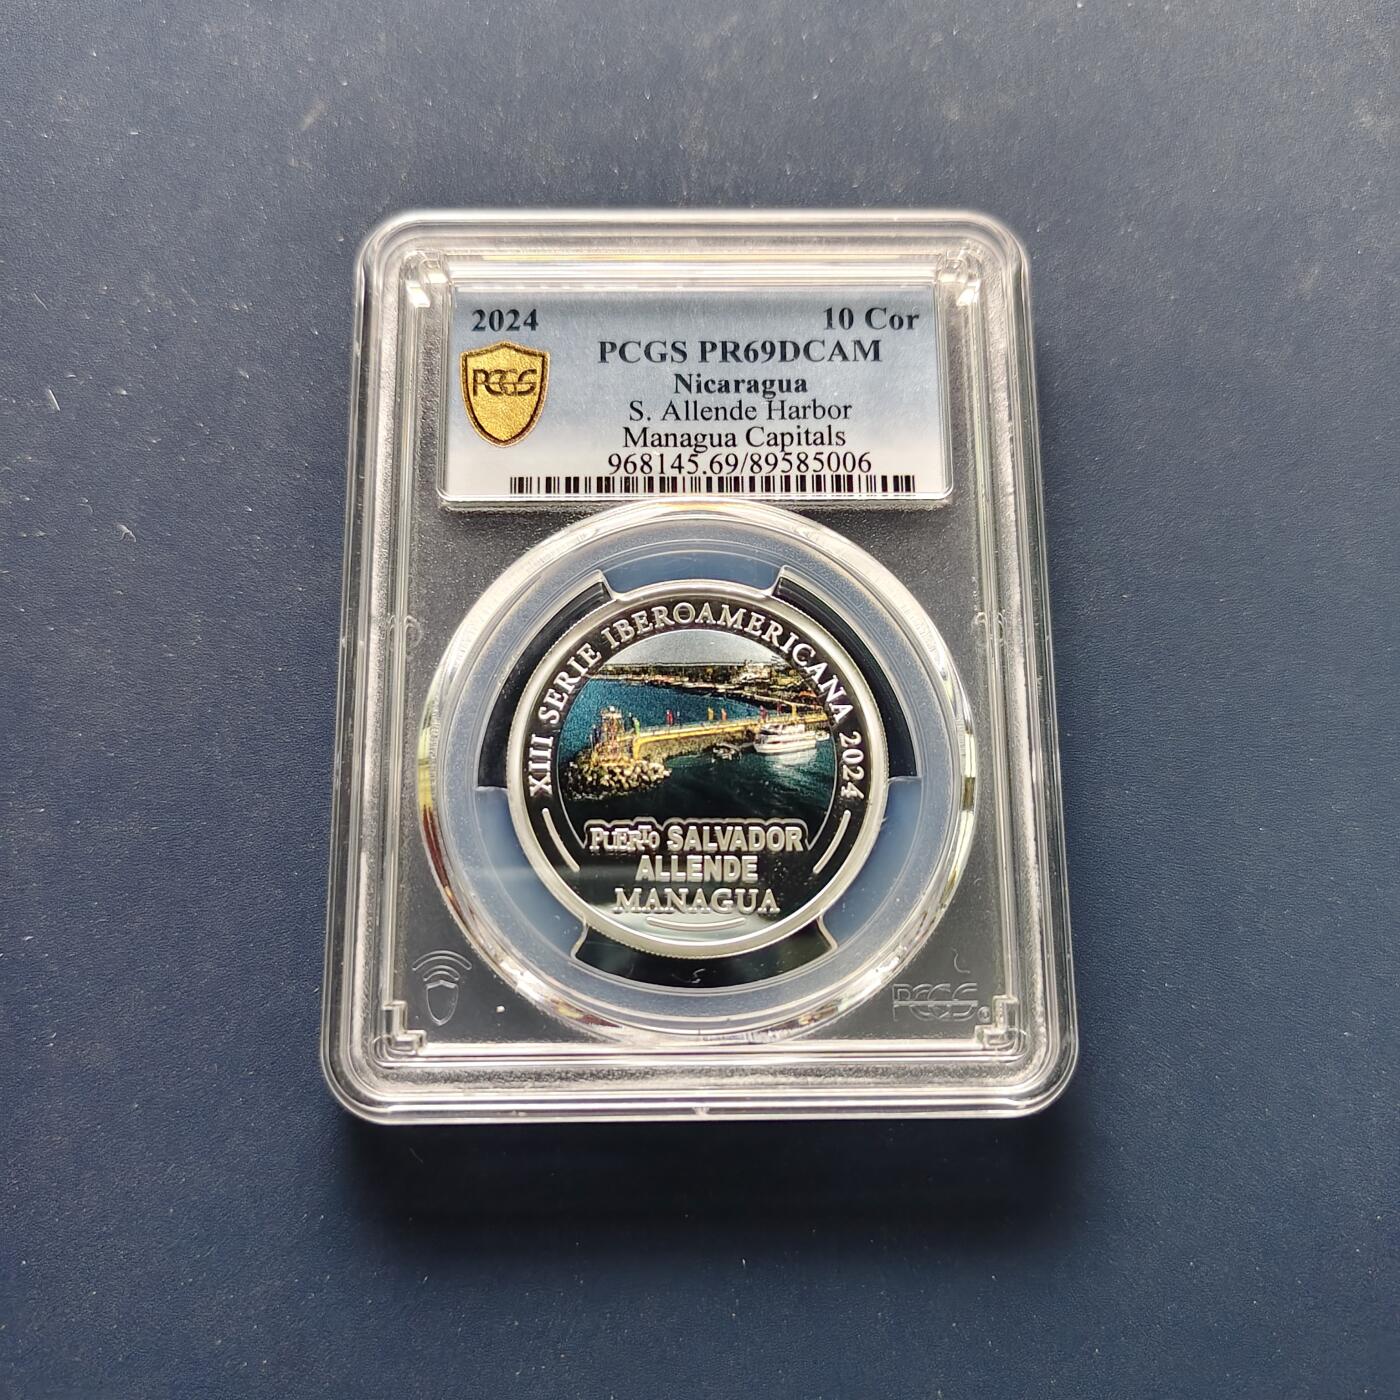 2024 10 Cor
PCGS PR69DCAM
PCGS
Nicaragua
S. Allende Harbor
Managua Capitals
968145.69/89585006
XIII SERIE IBEROAMERICANA 2024
PUERTO SALVADOR
ALLENDE
MANAGUA
PCGS